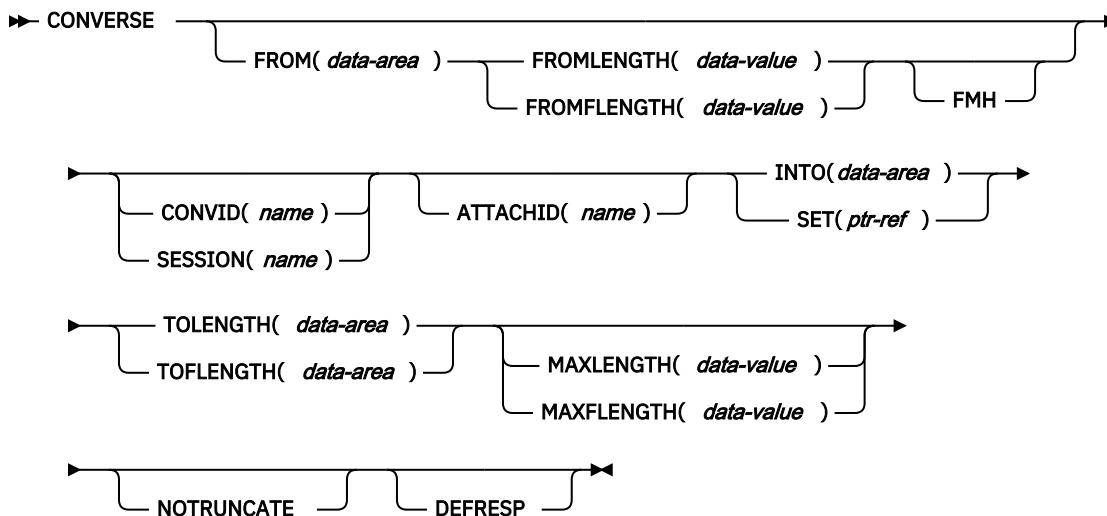 CONVERSE
FROM( data-area ) FROMLENGTH( data-value )
FROMFLENGTH( data-value ) FMH
CONVID( name ) ATTACHID( name ) INTO( data-area )
SESSION( name ) SET( ptr-ref )
TOLENGTH( data-area )
TOFLENGTH( data-area ) MAXLENGTH( data-value )
MAXFLENGTH( data-value )
NOTRUNCATE DEFRESP